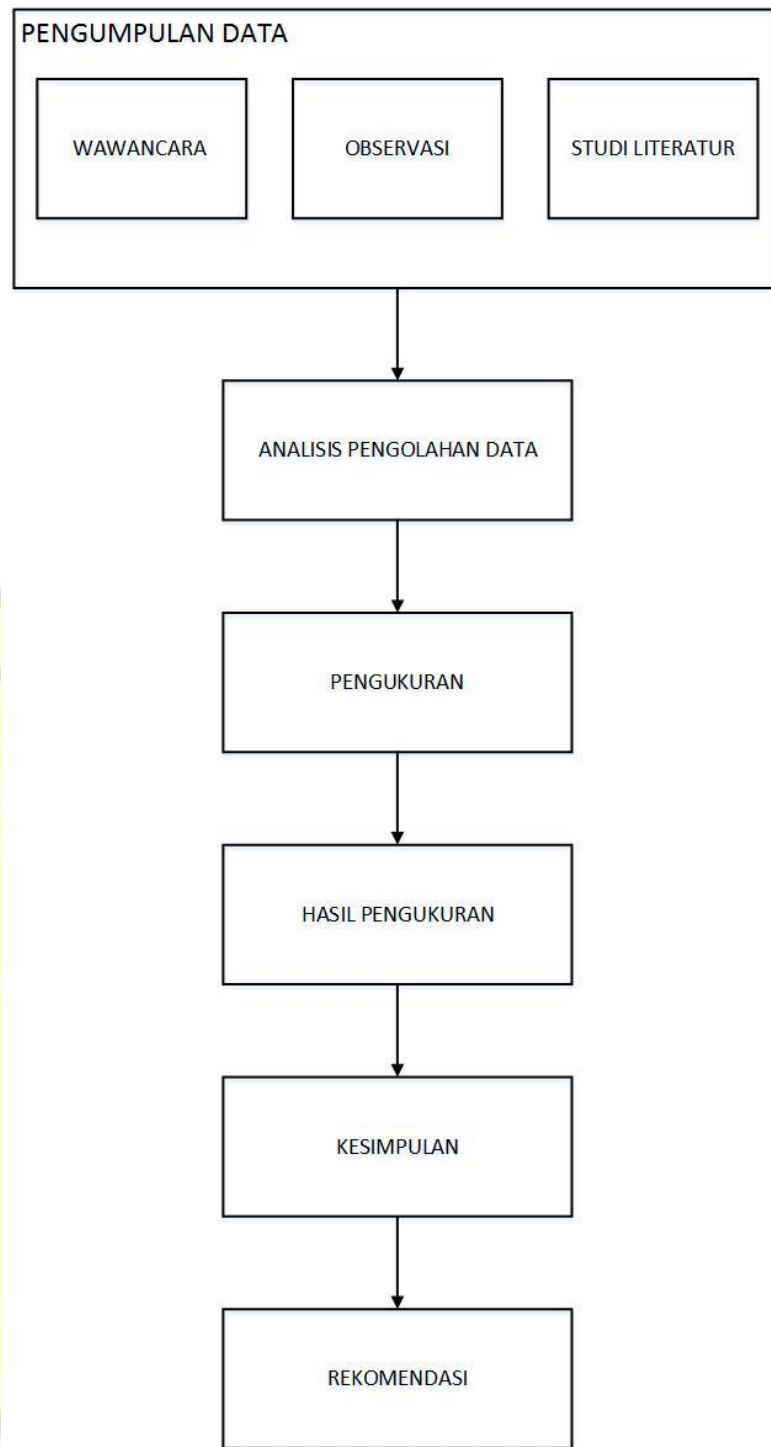 PENGUMPULAN DATA
WAWANCARA
OBSERVASI
STUDI LITERATUR
ANALISIS PENGOLAHAN DATA
PENGUKURAN
HASIL PENGUKURAN
KESIMPULAN
REKOMENDASI